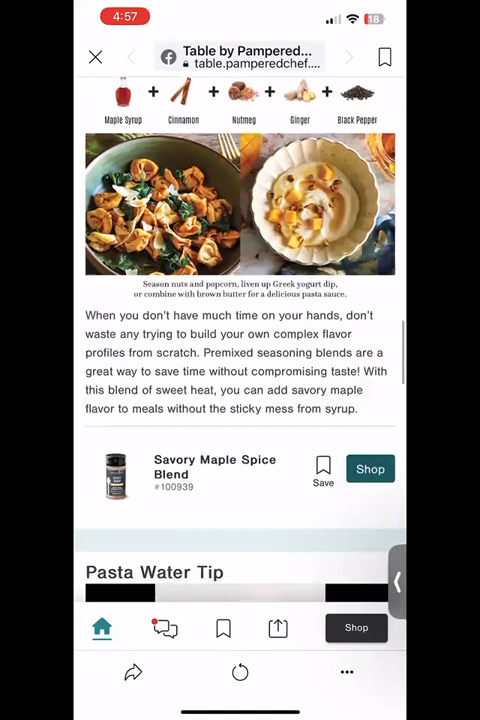 4:57
18
Table by Pampered...
table.pamperedchef....
Maple Syrup + Cinnamon + Nutmeg + Ginger + Black Pepper
Season nuts and popcorn, liven up Greek yogurt dip,
or combine with brown butter for a delicious pasta sauce.
When you don't have much time on your hands, don't
waste any trying to build your own complex flavor
profiles from scratch. Premixed seasoning blends are a
great way to save time without compromising taste! With
this blend of sweet heat, you can add savory maple
flavor to meals without the sticky mess from syrup.
Savory Maple Spice
Blend
#100939
Save
Shop
Pasta Water Tip
Shop